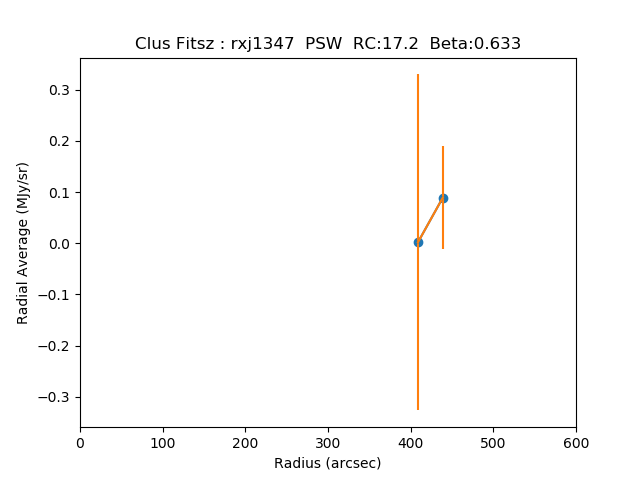 Clus Fitsz : rxj1347  PSW  RC:17.2  Beta:0.633
0.3
0.2
0.1
0.0
−0.1
−0.2
−0.3
Radial Average (MJy/sr)
0 100 200 300 400 500 600
Radius (arcsec)